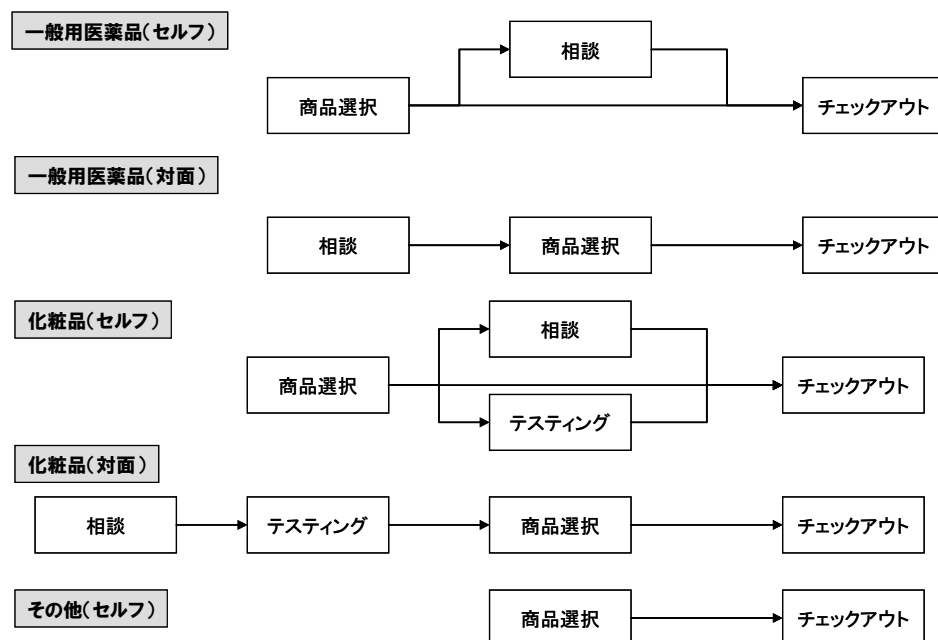 一般用医薬品(セルフ)
相談
商品選択
チェックアウト
一般用医薬品(対面)
相談
商品選択
チェックアウト
化粧品(セルフ)
相談
商品選択
チェックアウト
テスティング
化粧品(対面)
相談
テスティング
商品選択
チェックアウト
その他(セルフ)
商品選択
チェックアウト